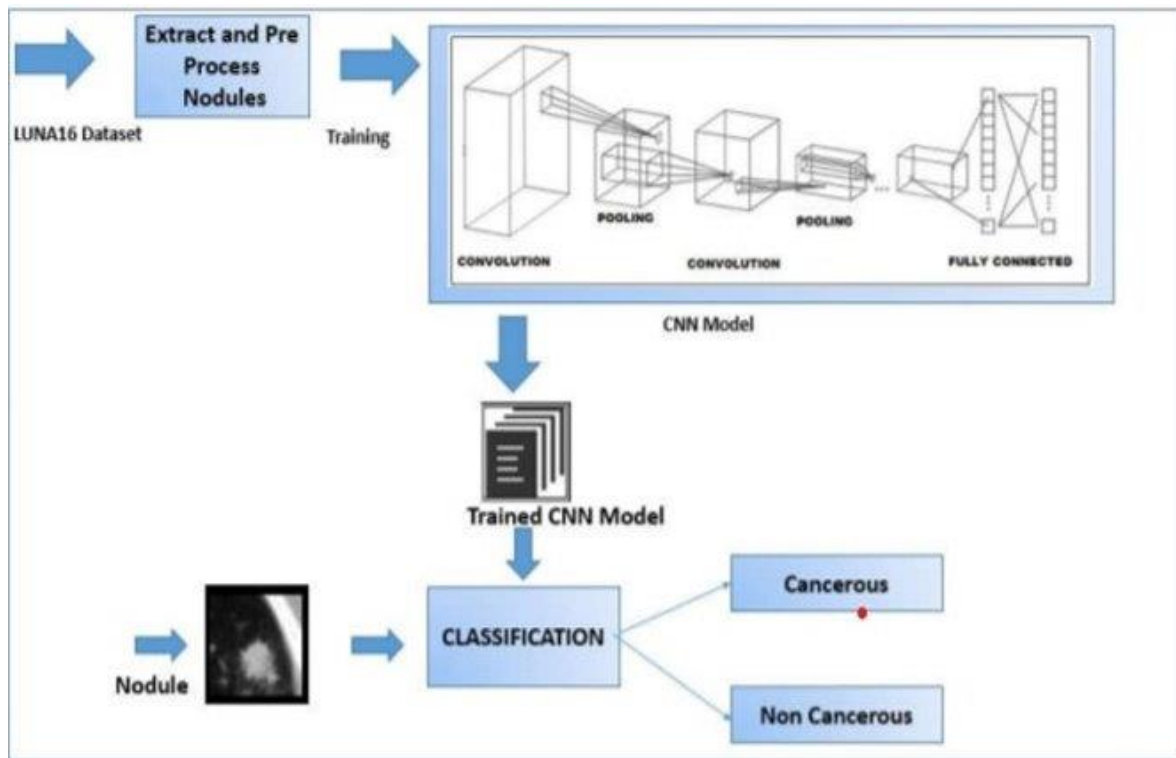 Extract and Pre
Process
Nodules
LUNA16 Dataset
Training
CONVOLUTION
POOLING
CONVOLUTION
POOLING
...
FULLY CONNECTED
CNN Model
Trained CNN Model
Nodule
CLASSIFICATION
Cancerous
Non Cancerous